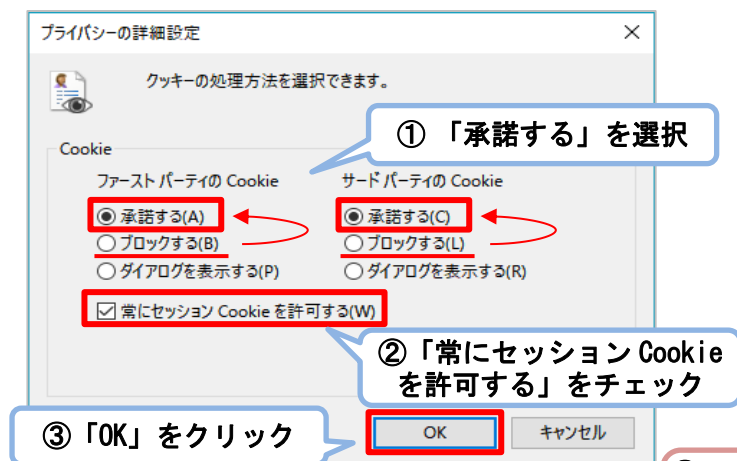 プライバシーの詳細設定
クッキーの処理方法を選択できます。
① 「承諾する」を選択
Cookie
ファースト パーティの Cookie
サード パーティの Cookie
承諾する(A)
承諾する(C)
ブロックする(B)
ブロックする(L)
ダイアログを表示する(P)
ダイアログを表示する(R)
常にセッション Cookie を許可する(W)
②「常にセッション Cookie
を許可する」をチェック
③「OK」をクリック
OK
キャンセル